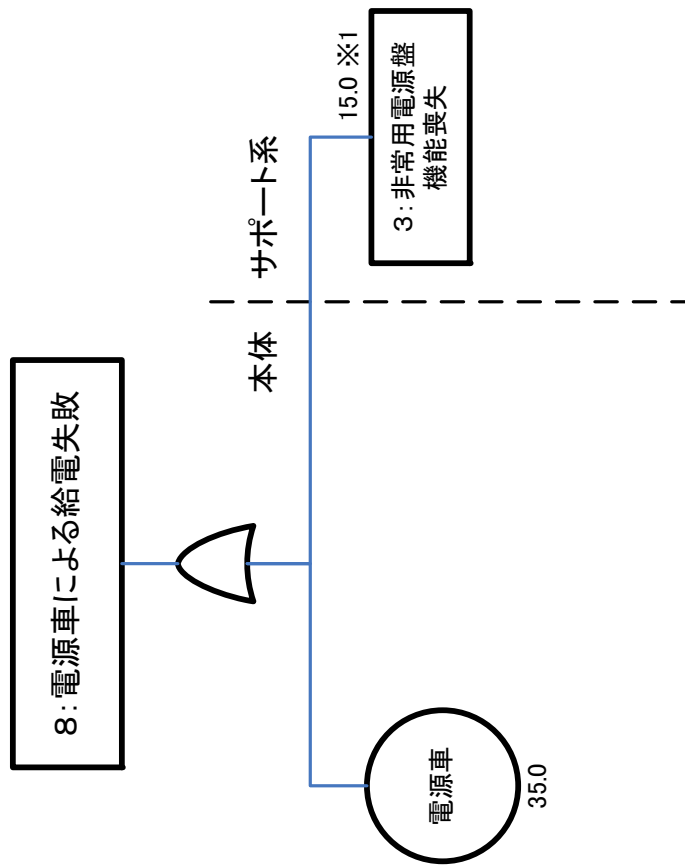 8:電源車による給電失敗
本体
サポート系
電源車
35.0
15.0 ※1
3:非常用電源盤
機能喪失